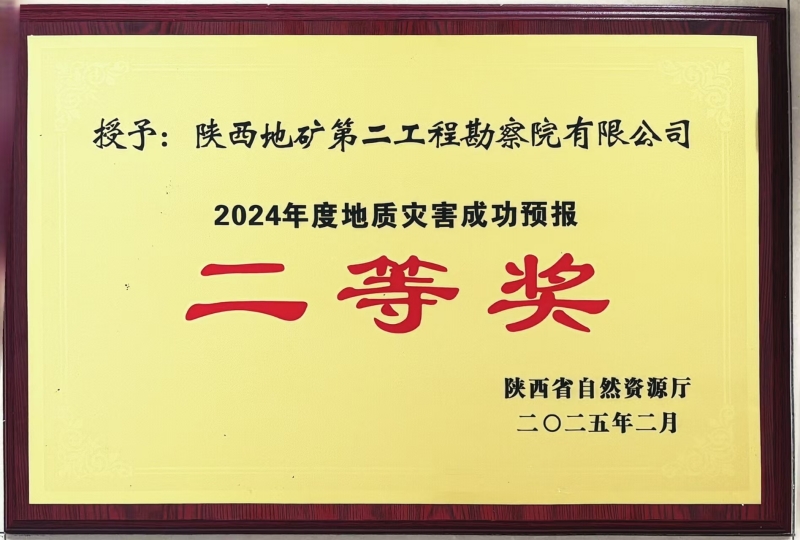 授予：陕西地矿第二工程勘察院有限公司
2024年度地质灾害成功预报
二等奖
陕西省自然资源厅
二〇二五年二月